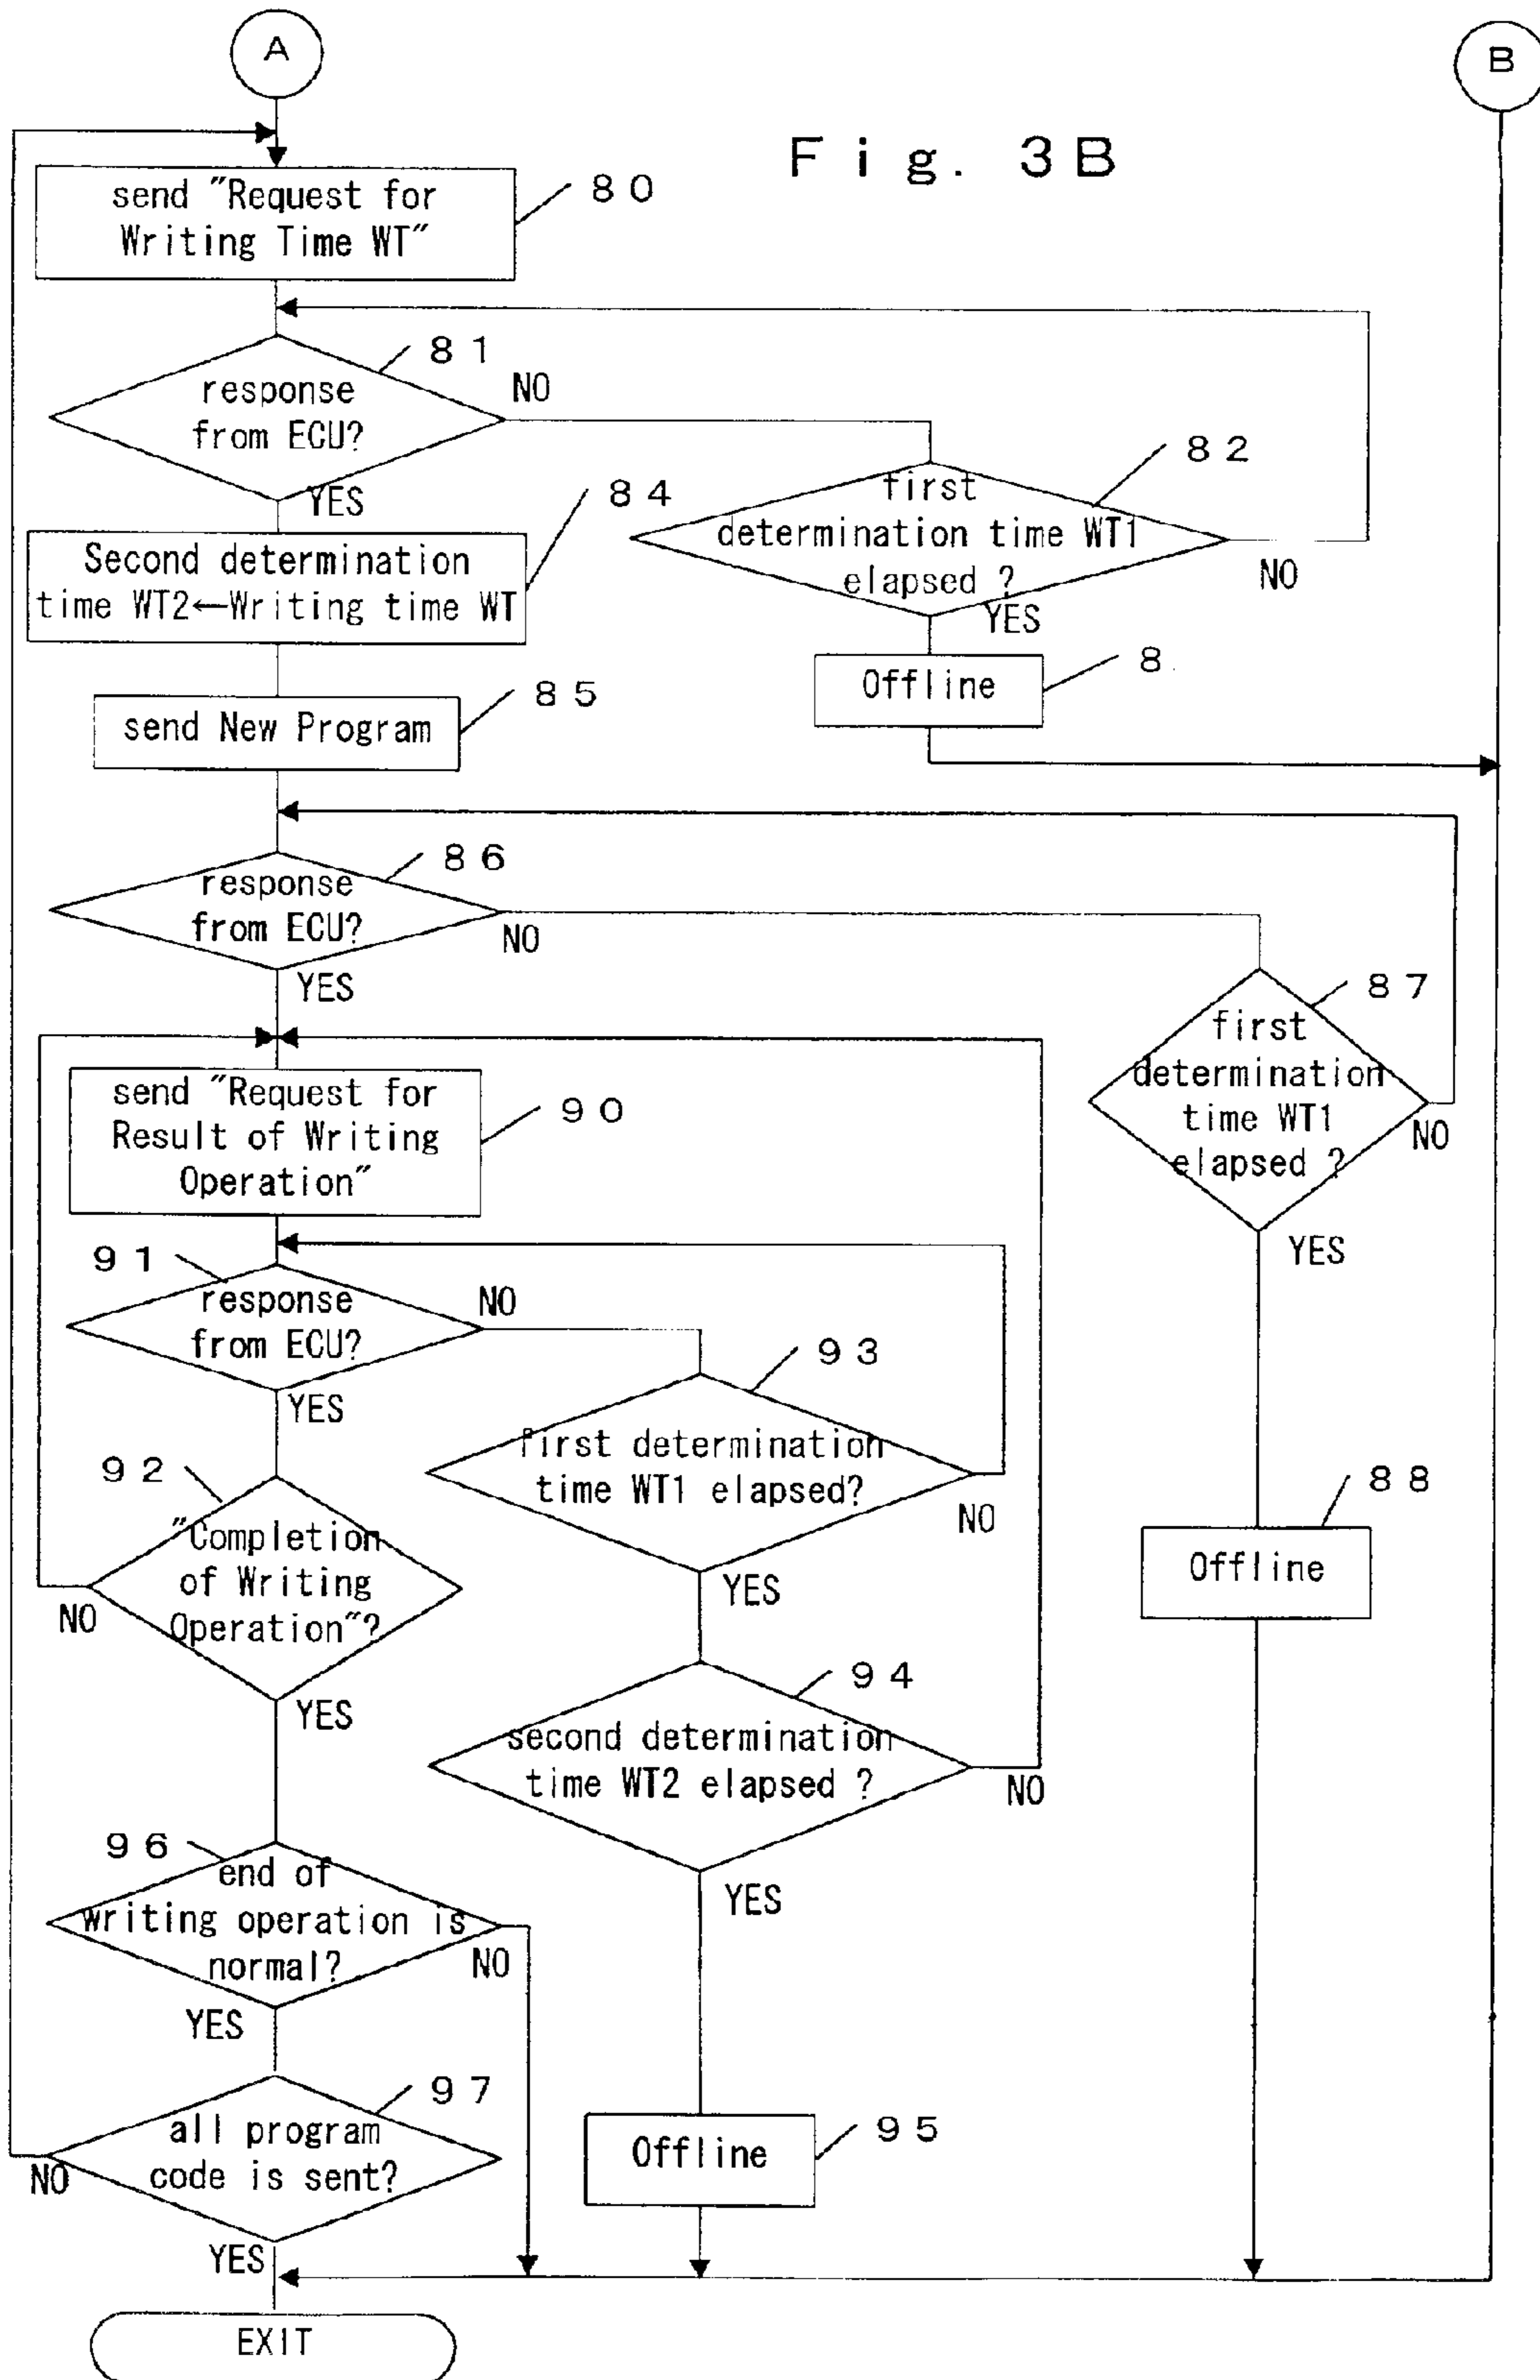 A
B
Fig. 3B
send "Request for
Writing Time WT"
80
response
from ECU?
81
NO
YES
first
determination time WT1
elapsed ?
82
NO
YES
Second determination
time WT2←Writing time WT
84
Offline
8
send New Program
85
response
from ECU?
86
NO
YES
first
determination
time WT1
elapsed ?
87
NO
YES
send "Request for
Result of Writing
Operation"
90
91
response
from ECU?
NO
YES
93
first determination
time WT1 elapsed?
NO
YES
92
"Completion
of Writing
Operation"?
NO
YES
88
Offline
94
second determination
time WT2 elapsed ?
NO
YES
96
end of
writing operation is
normal?
NO
YES
97
all program
code is sent?
NO
YES
Offline
95
EXIT